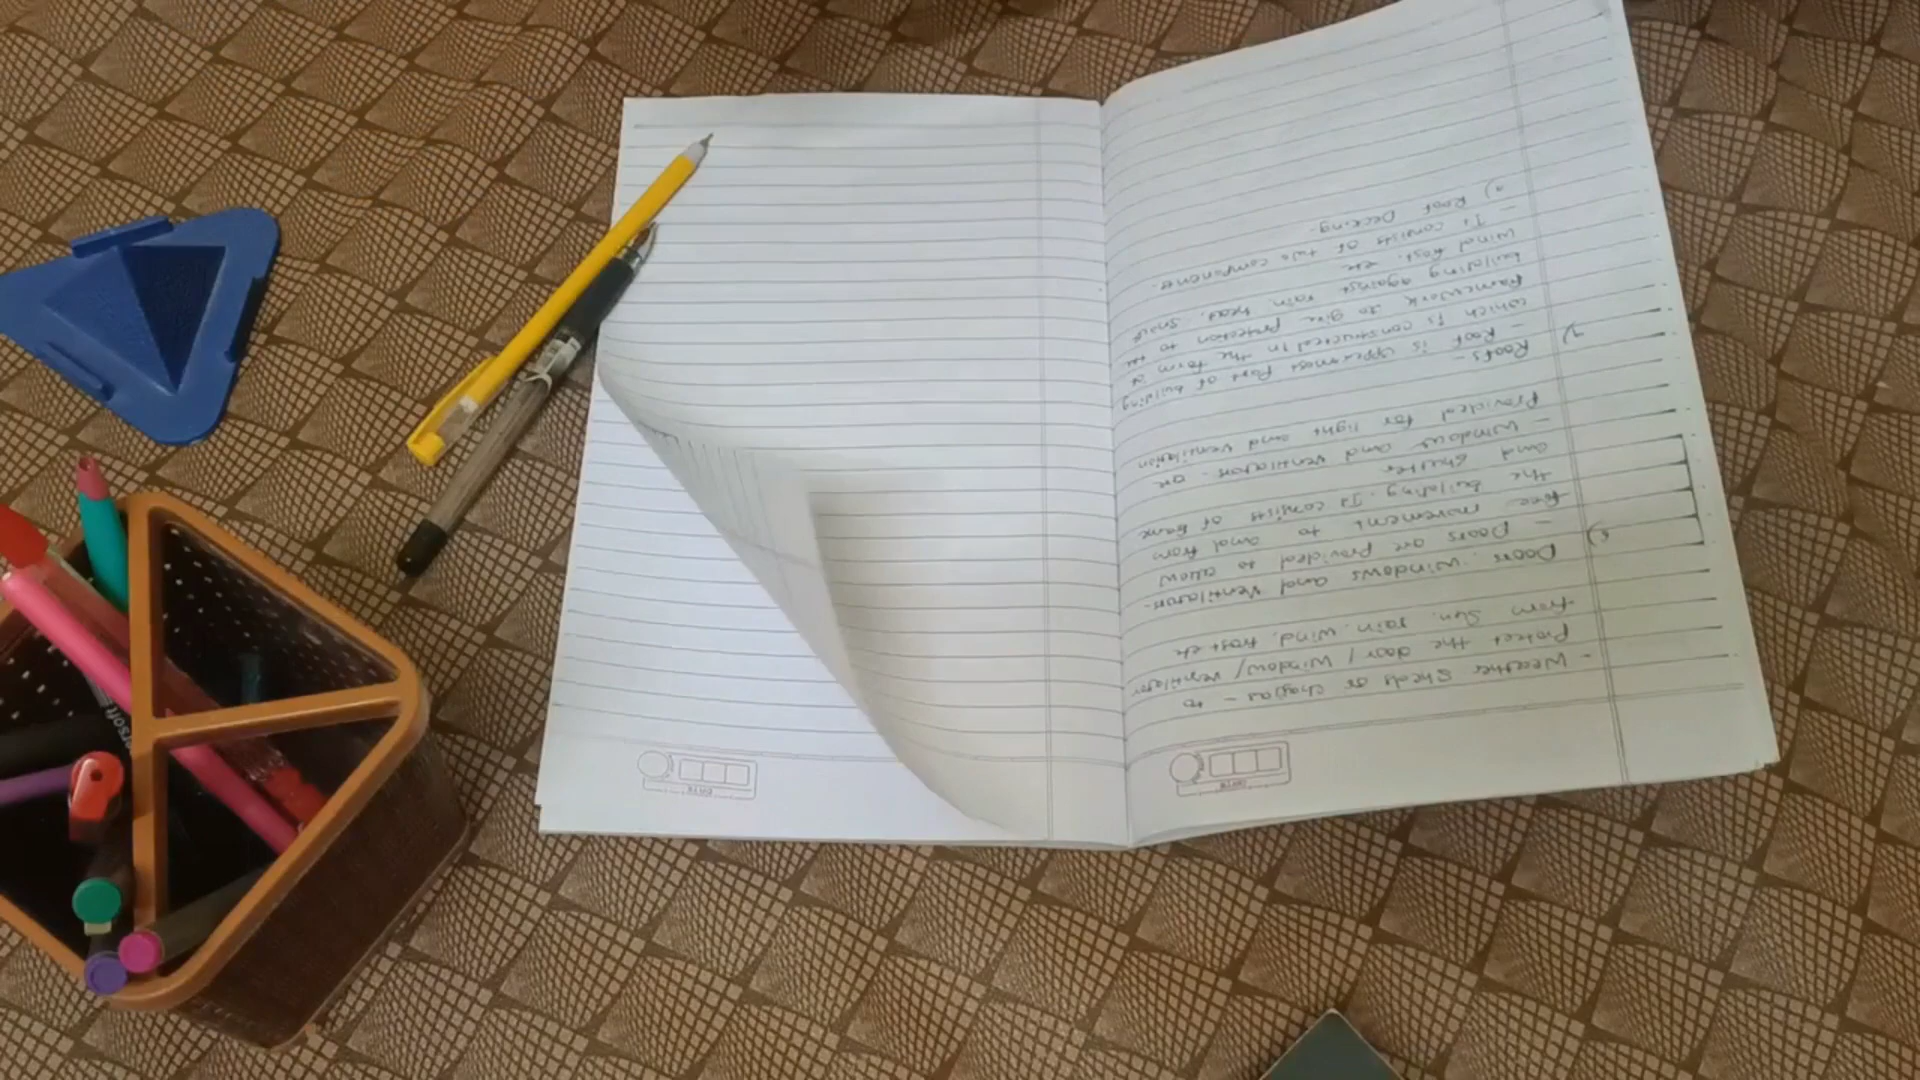 - Weather Sheds or Chajjas - to
Protect the door / window / ventilator
from sun, rain, wind, frost etc
6) Doors, windows and ventilators-
- Doors are provided to allow
free movement to and from
the building. It consists of frame
and shutter
- windows and ventilators - are
Provided for light and ventilation
7) Roofs -
- Roof is uppermost Part of building
which is constructed in the form of
framework to give protection to the
building against rain, heat, snow
wind frost, etc
- It consists of two components.
a) Roof Decking-
DATE
DATE